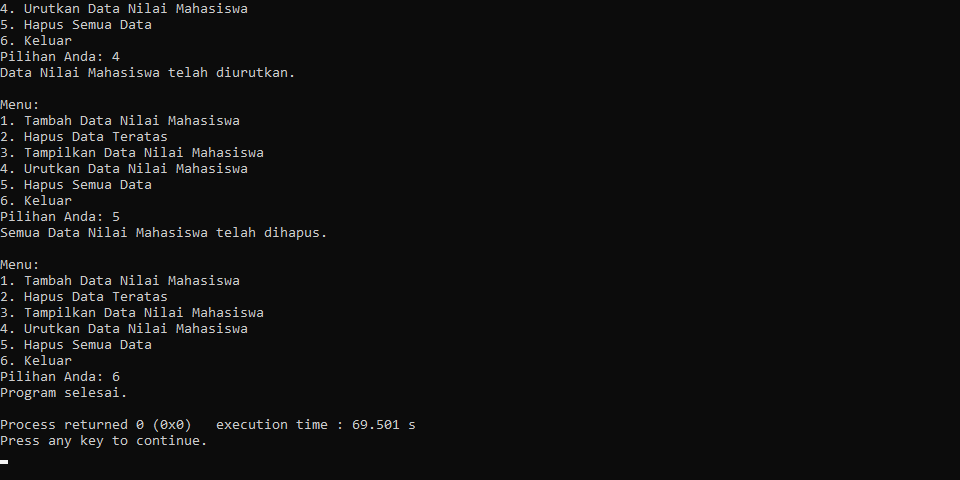 4. Urutkan Data Nilai Mahasiswa
5. Hapus Semua Data
6. Keluar
Pilihan Anda: 4
Data Nilai Mahasiswa telah diurutkan.

Menu:
1. Tambah Data Nilai Mahasiswa
2. Hapus Data Teratas
3. Tampilkan Data Nilai Mahasiswa
4. Urutkan Data Nilai Mahasiswa
5. Hapus Semua Data
6. Keluar
Pilihan Anda: 5
Semua Data Nilai Mahasiswa telah dihapus.

Menu:
1. Tambah Data Nilai Mahasiswa
2. Hapus Data Teratas
3. Tampilkan Data Nilai Mahasiswa
4. Urutkan Data Nilai Mahasiswa
5. Hapus Semua Data
6. Keluar
Pilihan Anda: 6
Program selesai.

Process returned 0 (0x0)   execution time : 69.501 s
Press any key to continue.